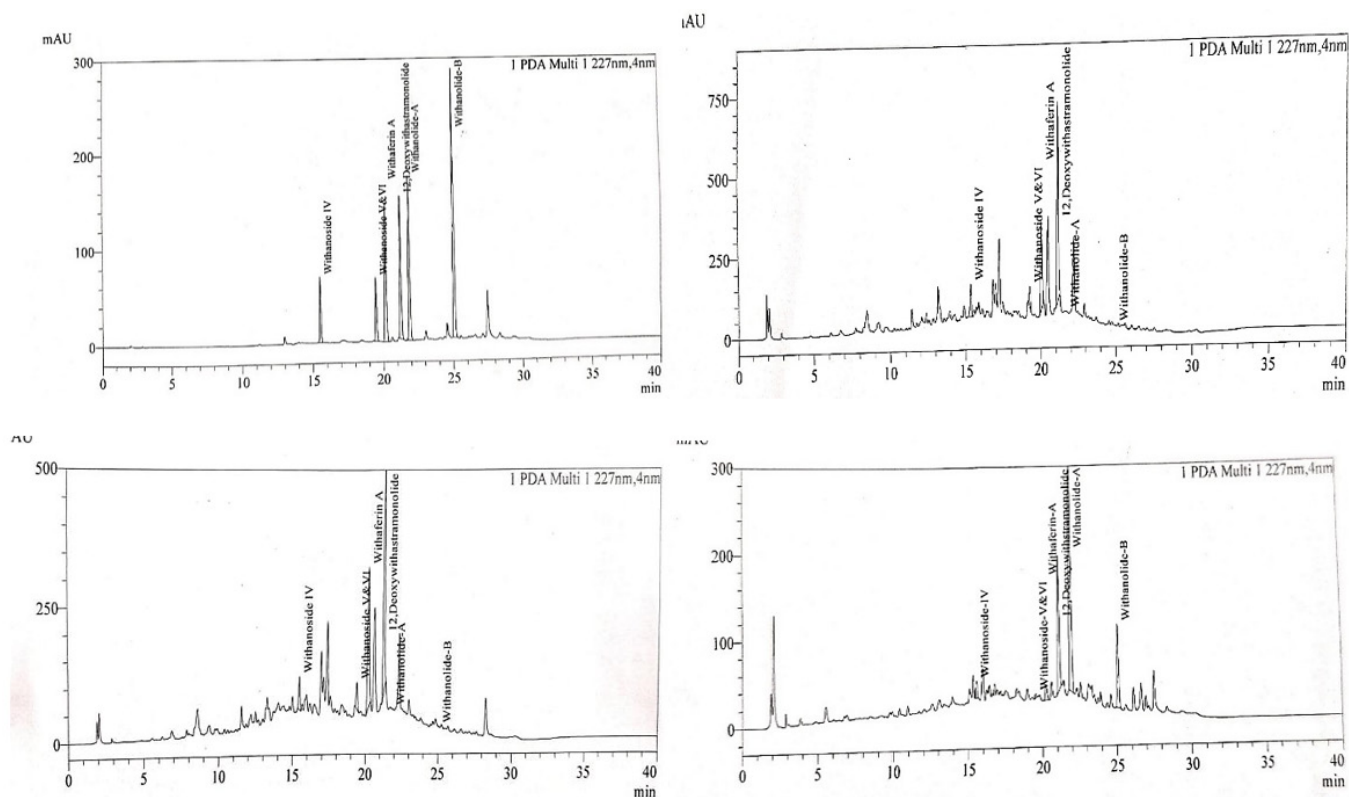 mAU
300
200
100
0
1 PDA Multi 1 227nm,4nm
Withanoside IV
Withanoside V&VI
Withaferin A
12,Deoxywithastramonolide
Withanolide-A
Withanolide-B
0 5 10 15 20 25 30 35 40
min
AU
750
500
250
0
1 PDA Multi 1 227nm,4nm
Withanoside IV
Withanoside V&VI
Withaferin A
12,Deoxywithastramonolide
Withanolide-A
Withanolide-B
0 5 10 15 20 25 30 35 40
min
AU
500
250
0
1 PDA Multi 1 227nm,4nm
Withanoside IV
Withanoside V&VI
Withaferin A
12,Deoxywithastramonolide
Withanolide-A
Withanolide-B
0 5 10 15 20 25 30 35 40
min
mAU
300
200
100
0
1 PDA Multi 1 227nm,4nm
Withanoside-IV
Withanoside-V&VI
Withaferin-A
12,Deoxywithstramonolide
Withanolide-A
Withanolide-B
0 5 10 15 20 25 30 35 40
min